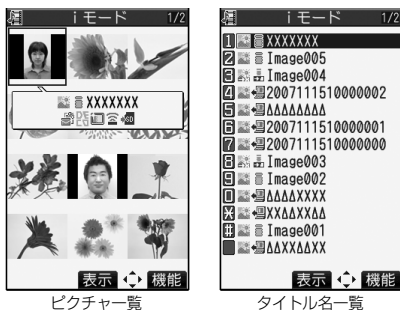 iモード 1/2
XXXXXXX
表示 機能
ピクチャ一覧
iモード 1/2
1 XXXXXXX
2 Image005
3 Image004
4 2007111510000002
5 ΔΔΔΔΔΔΔΔ
6 2007111510000001
7 2007111510000000
8 Image003
9 Image002
0 ΔΔΔΔXXXX
* XXΔΔXXΔΔ
# Image001
ΔΔXXΔΔXX
表示 機能
タイトル名一覧